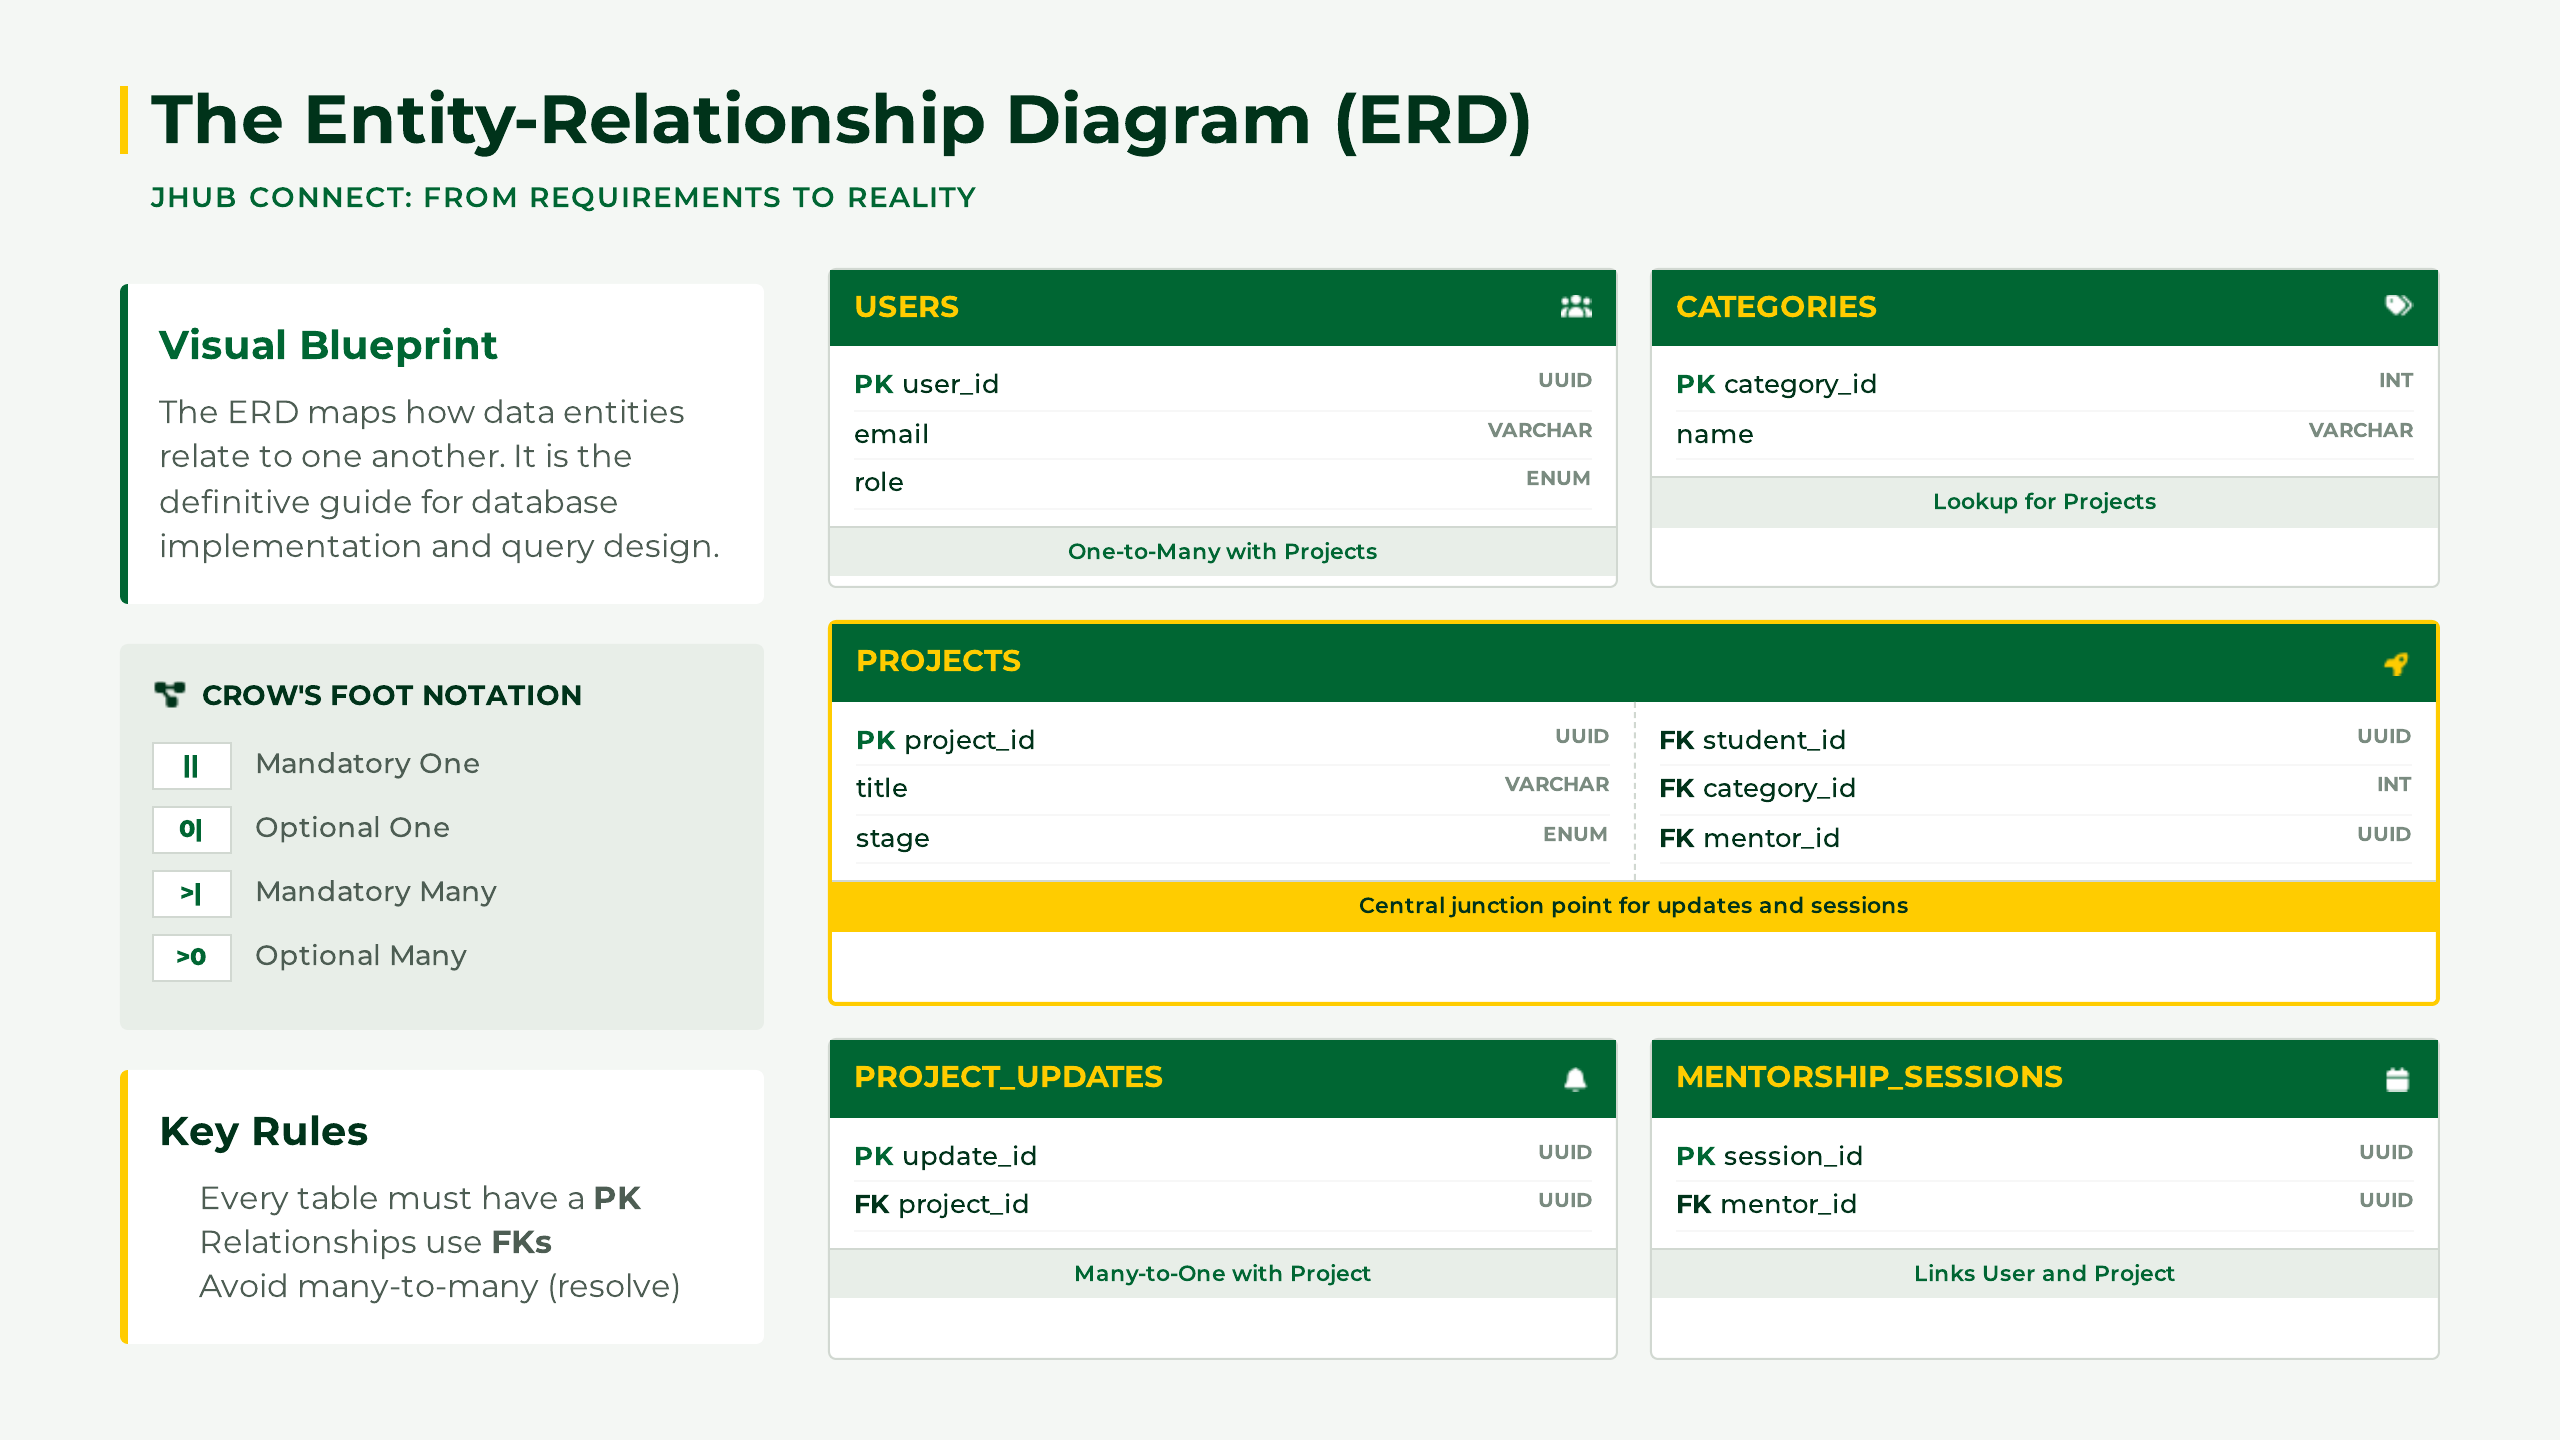 The Entity-Relationship Diagram (ERD)
JHUB CONNECT: FROM REQUIREMENTS TO REALITY
Visual Blueprint
The ERD maps how data entities
relate to one another. It is the
definitive guide for database
implementation and query design.
CROW'S FOOT NOTATION
|| Mandatory One
0| Optional One
>| Mandatory Many
>0 Optional Many
Key Rules
Every table must have a PK
Relationships use FKs
Avoid many-to-many (resolve)
USERS
PK user_id UUID
email VARCHAR
role ENUM
One-to-Many with Projects
CATEGORIES
PK category_id INT
name VARCHAR
Lookup for Projects
PROJECTS
PK project_id UUID
title VARCHAR
stage ENUM
FK student_id UUID
FK category_id INT
FK mentor_id UUID
Central junction point for updates and sessions
PROJECT_UPDATES
PK update_id UUID
FK project_id UUID
Many-to-One with Project
MENTORSHIP_SESSIONS
PK session_id UUID
FK mentor_id UUID
Links User and Project